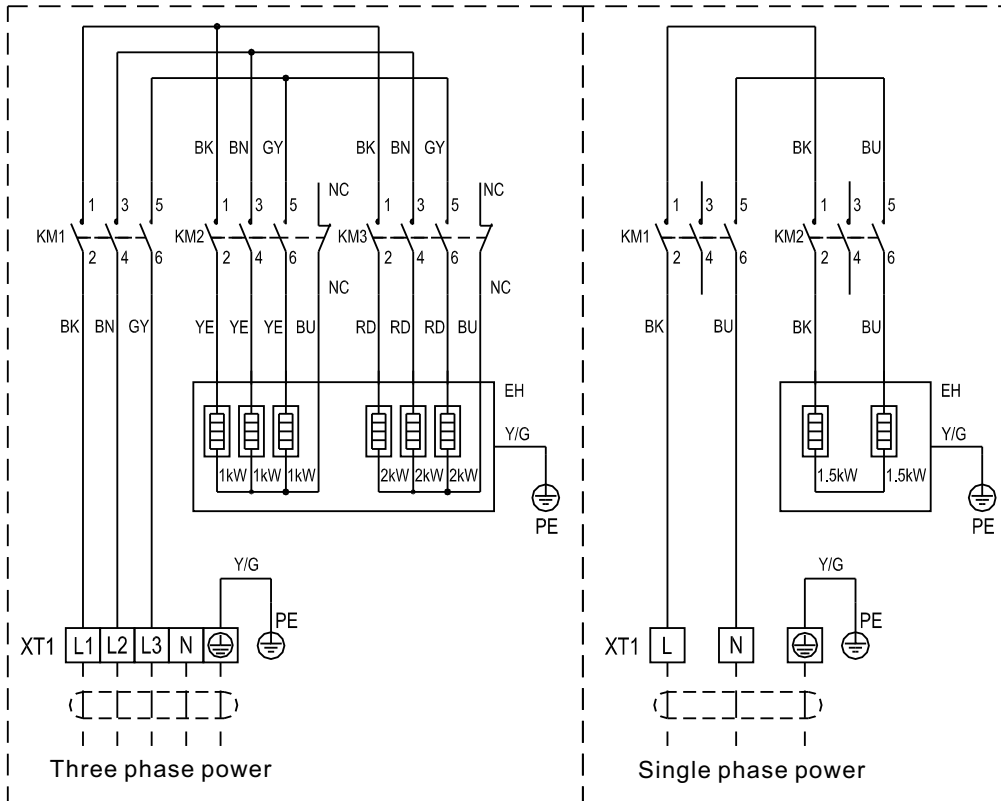 BK BN GY BK BN GY
NC NC
1 3 5 1 3 5 1 3 5
KM1 KM2 KM3
2 4 6 2 4 6 2 4 6
NC NC
BK BN GY YE YE YE BU RD RD RD BU
EH
Y/G
1kW 1kW 1kW 2kW 2kW 2kW
PE
Y/G
PE
XT1 L1 L2 L3 N
Three phase power
BK BU
1 3 5 1 3 5
KM1 KM2
2 4 6 2 4 6
BK BU BK BU
EH
Y/G
1.5kW 1.5kW
PE
Y/G
PE
XT1 L N
Single phase power